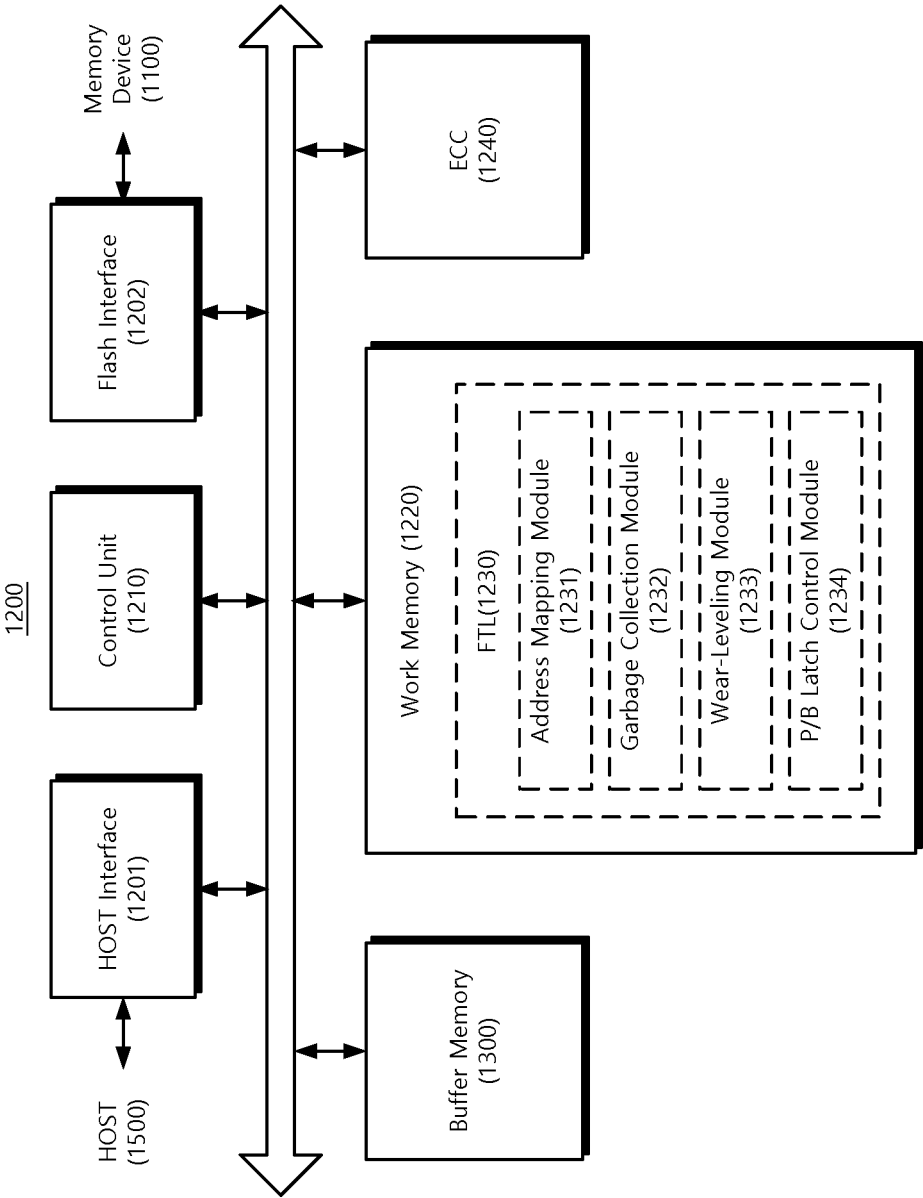 1200
HOST
(1500)
HOST Interface
(1201)
Control Unit
(1210)
Flash Interface
(1202)
Memory
Device
(1100)
Buffer Memory
(1300)
Work Memory (1220)
FTL(1230)
Address Mapping Module
(1231)
Garbage Collection Module
(1232)
Wear-Leveling Module
(1233)
P/B Latch Control Module
(1234)
ECC
(1240)